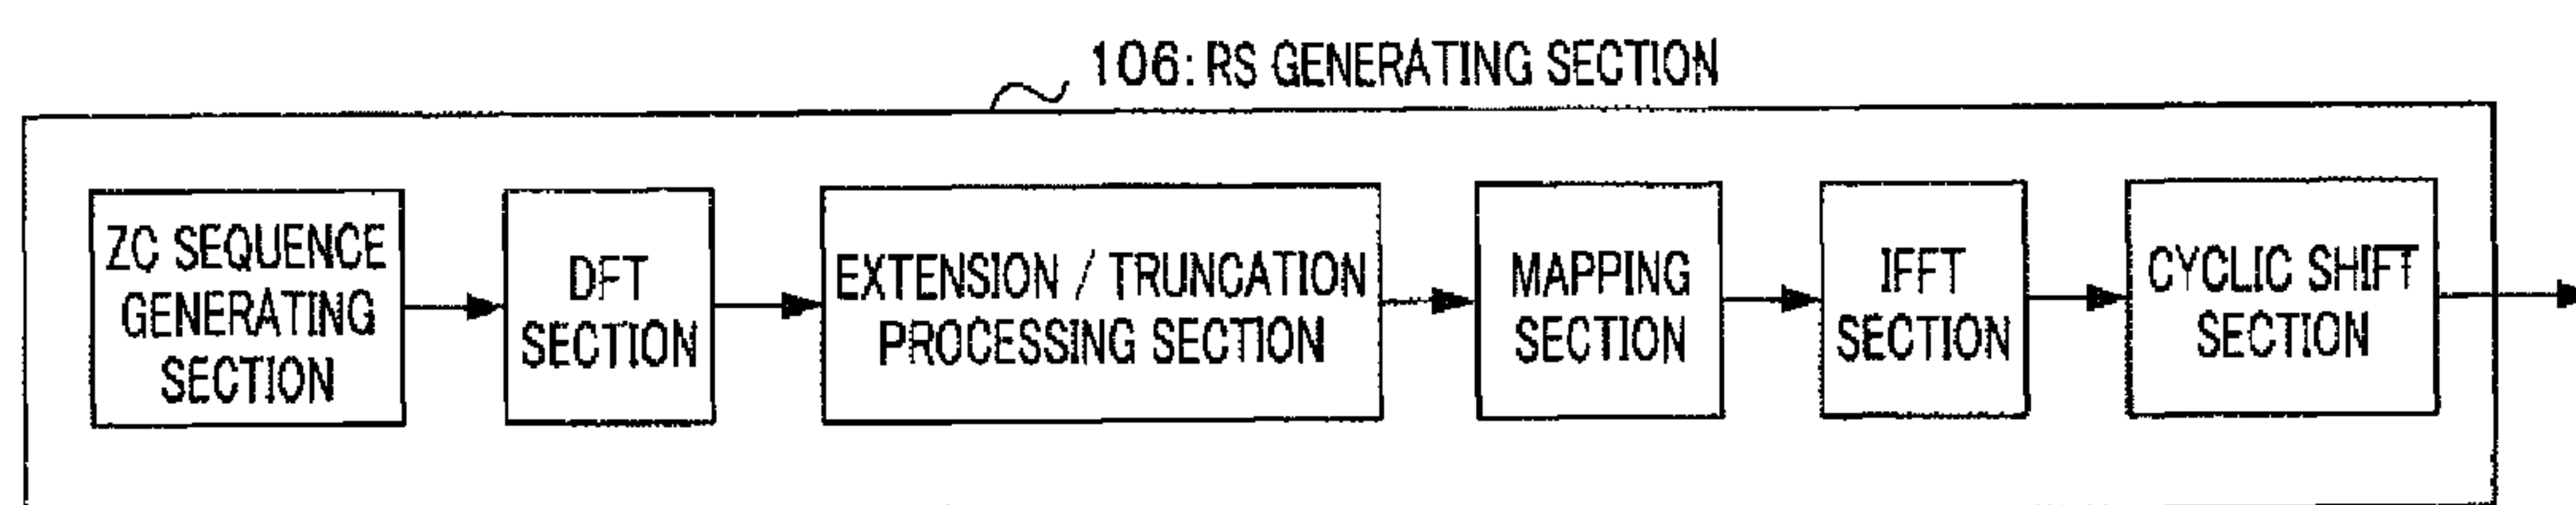 106: RS GENERATING SECTION
ZC SEQUENCE
GENERATING
SECTION
DFT
SECTION
EXTENSION / TRUNCATION
PROCESSING SECTION
MAPPING
SECTION
IFFT
SECTION
CYCLIC SHIFT
SECTION